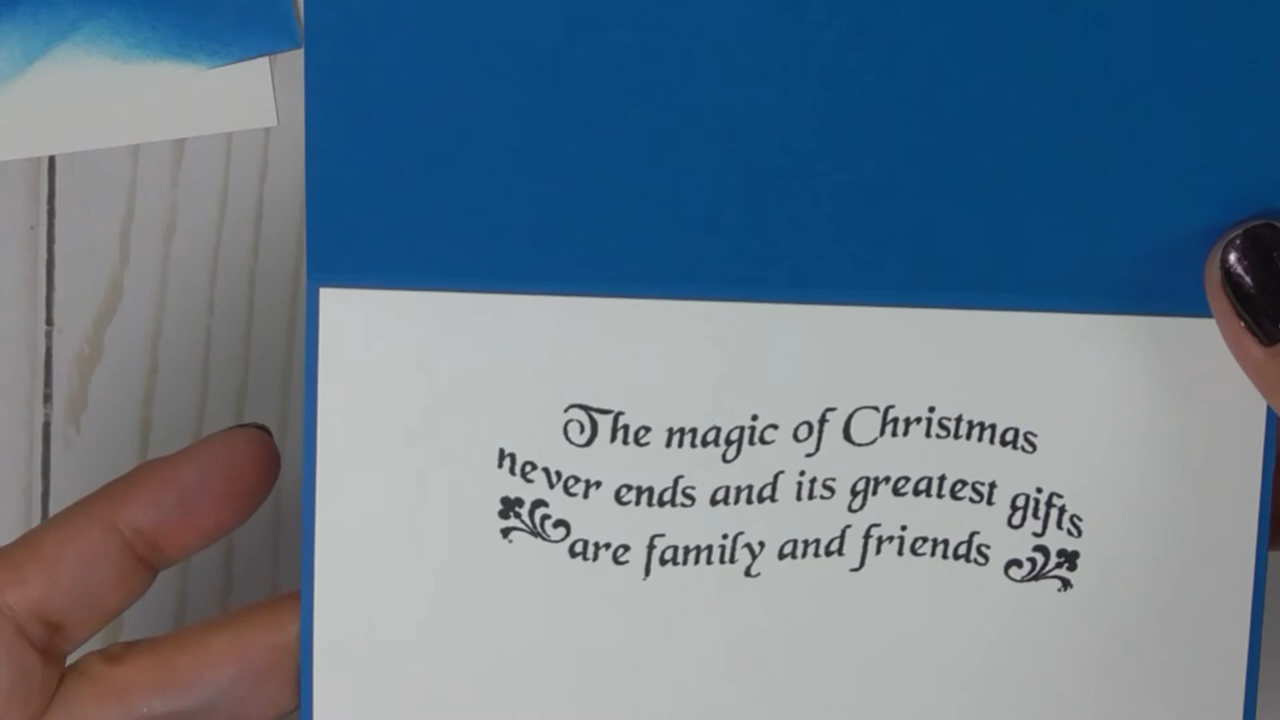 The magic of Christmas
never ends and its greatest gifts
are family and friends